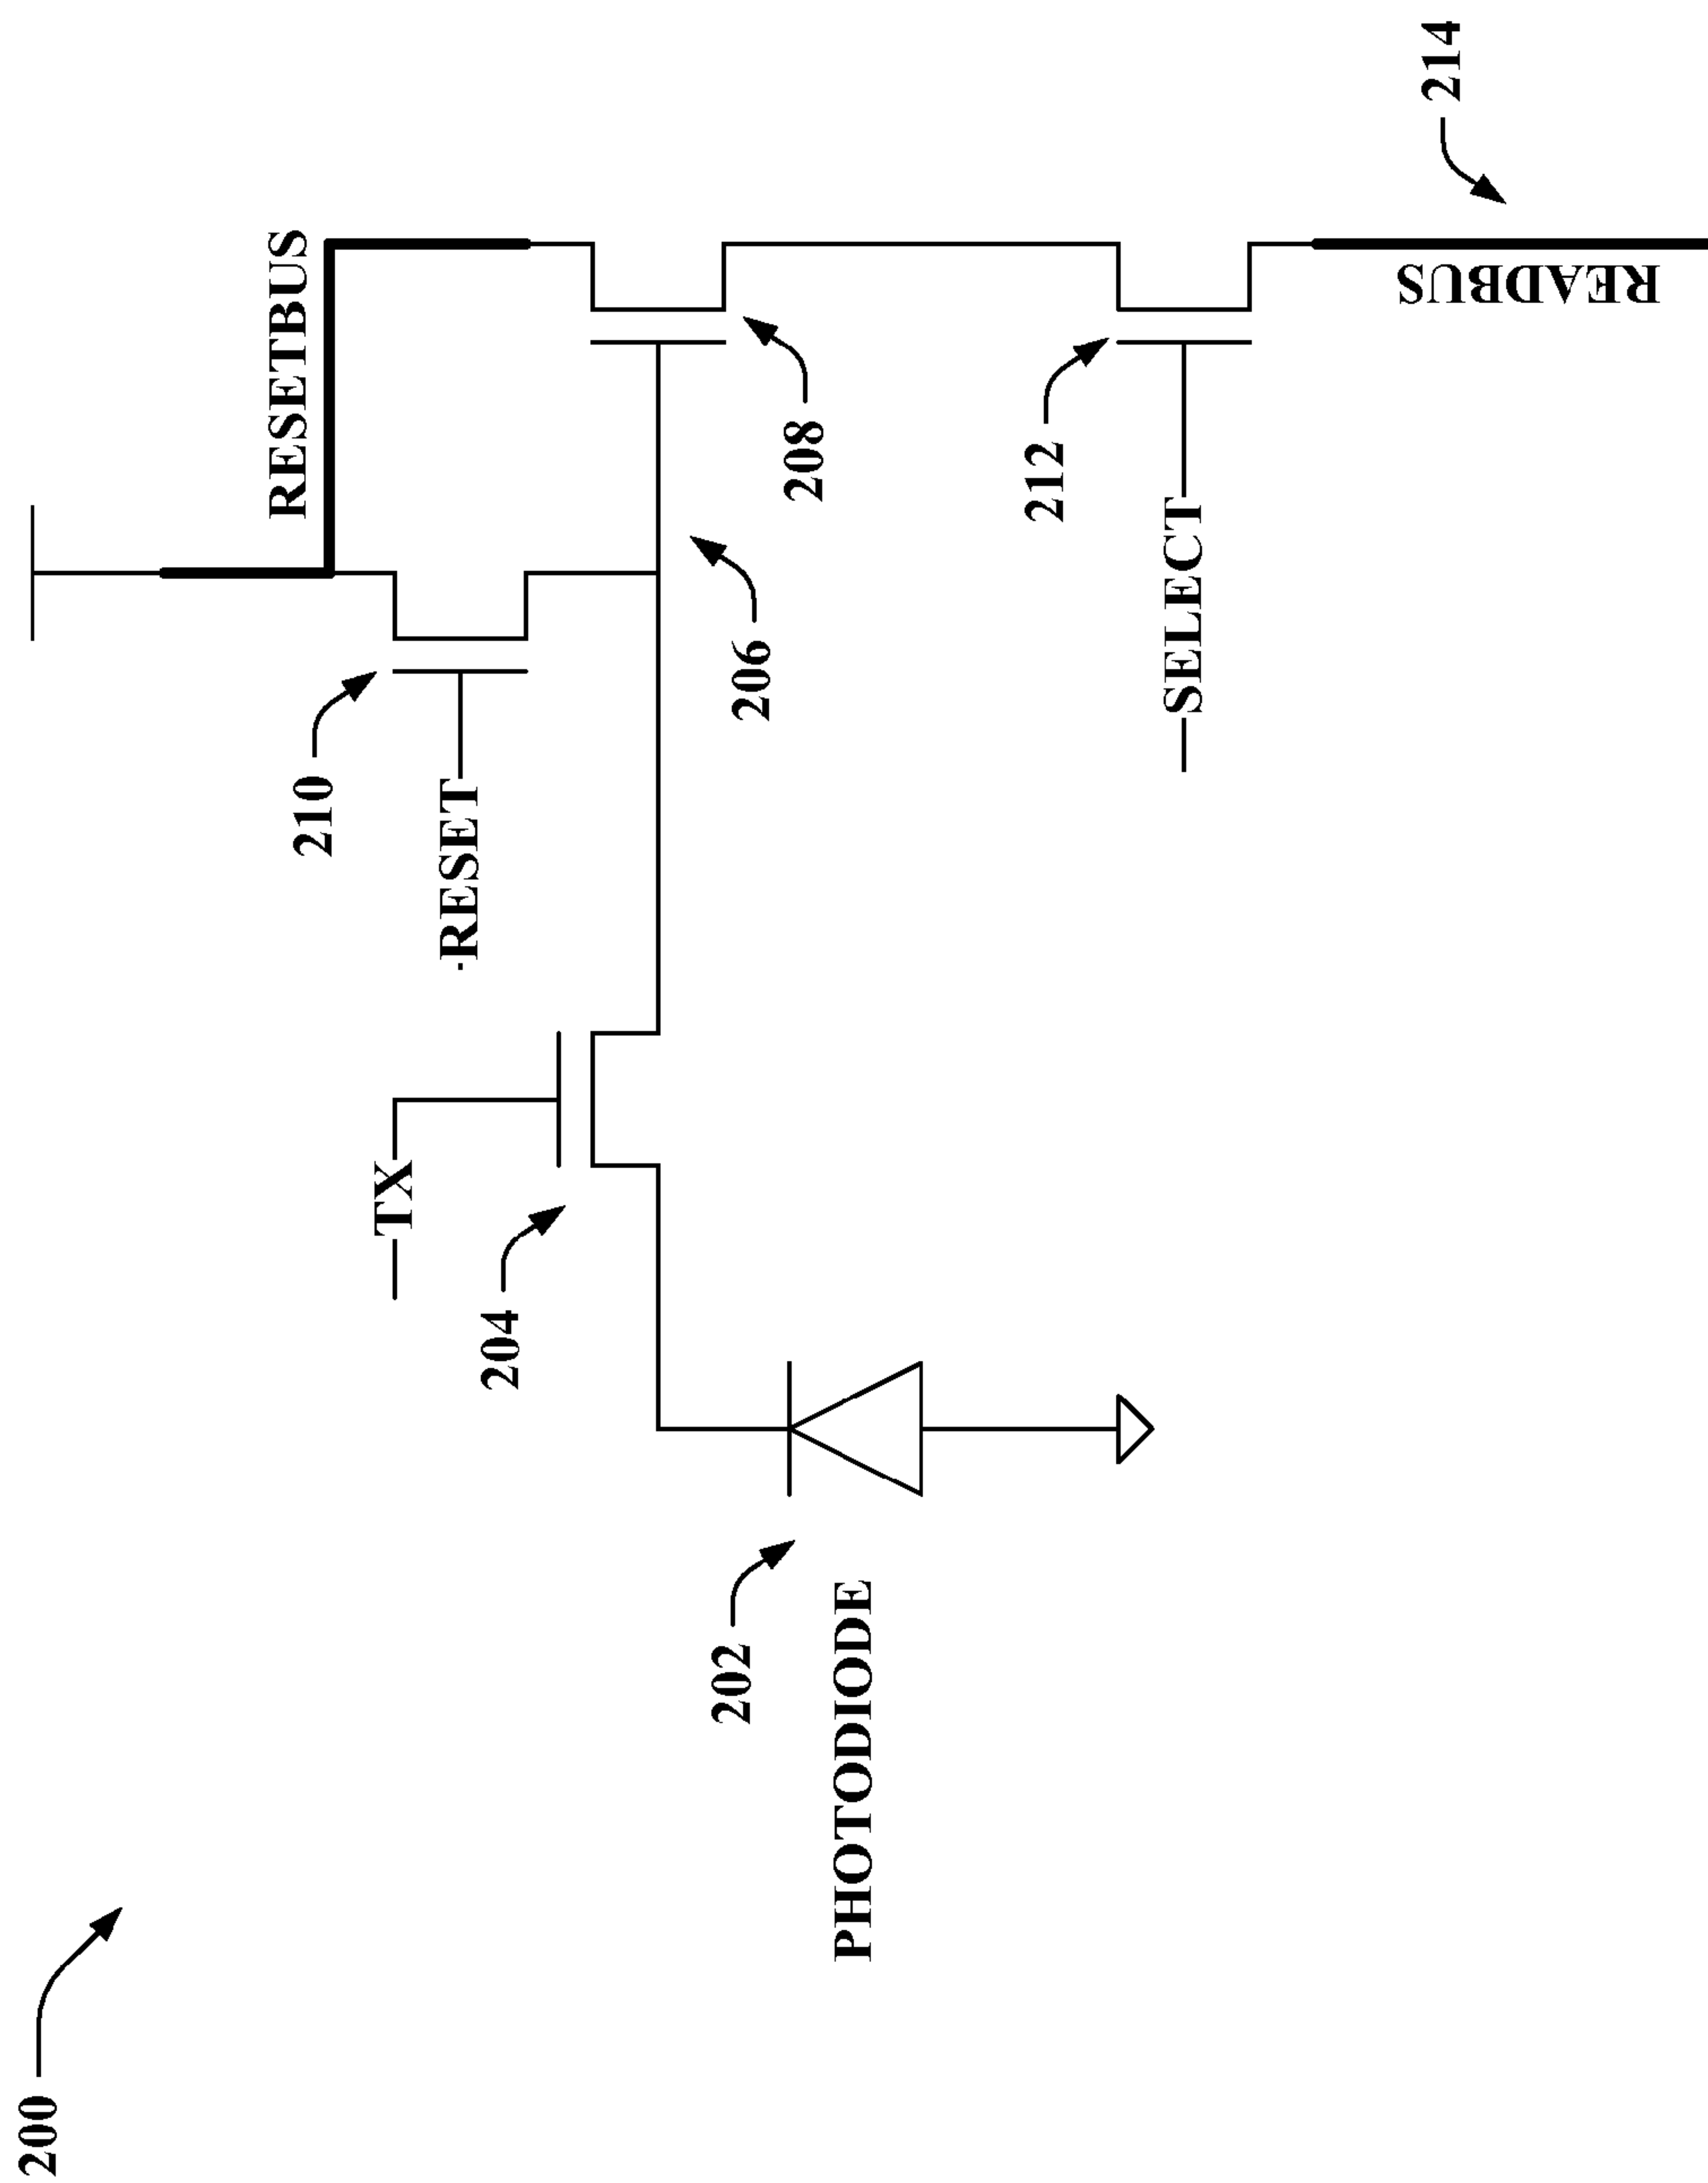 200
RESETBUS
210
TX
RESET
204
202
206
208
PHOTODIODE
212
SELECT
214
READBUS